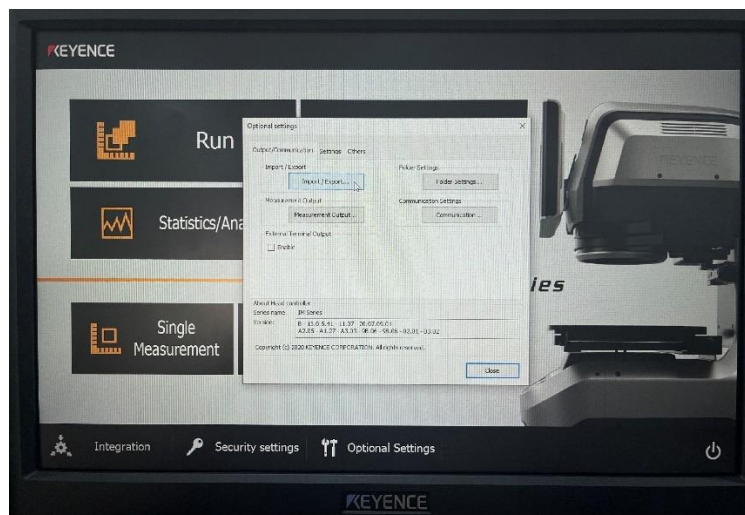 KEYENCE
Run
Statistics/Ana
Single
Measurement
Optional settings
Output/Communication Settings Others
Import / Export
Import / Export...
Folder Settings
Folder Settings...
Measurement Output
Measurement Output...
Communication Settings
Communication ...
External Terminal Output
Enable
About Head controller
Series name IM Series
Version
Copyright (c) 2020 KEYENCE CORPORATION. All rights reserved.
Close
ies
KEYENCE
Integration
Security settings
Optional Settings
KEYENCE